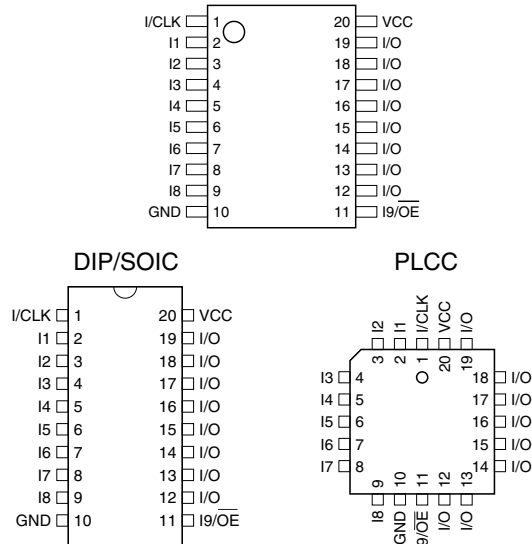 I/CLK 1 20 VCC
I1 2 19 I/O
I2 3 18 I/O
I3 4 17 I/O
I4 5 16 I/O
I5 6 15 I/O
I6 7 14 I/O
I7 8 13 I/O
I8 9 12 I/O
GND 10 11 I9/OE
DIP/SOIC
I/CLK 1 20 VCC
I1 2 19 I/O
I2 3 18 I/O
I3 4 17 I/O
I4 5 16 I/O
I5 6 15 I/O
I6 7 14 I/O
I7 8 13 I/O
I8 9 12 I/O
GND 10 11 I9/OE
PLCC
I2 I1 I/CLK VCC I/O
3 2 1 20 19
I3 4 18 I/O
I4 5 17 I/O
I5 6 16 I/O
I6 7 15 I/O
I7 8 14 I/O
9 10 11 12 13
I8 GND I9/OE I/O I/O